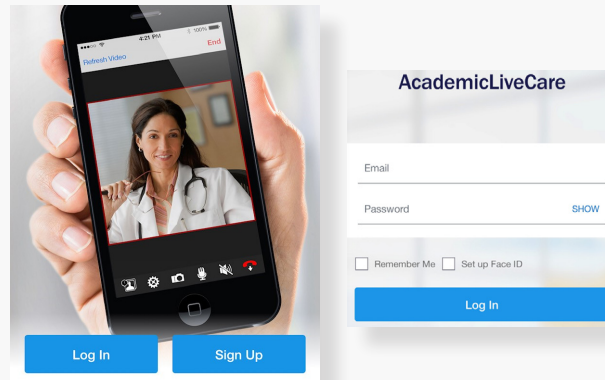 4:21 PM
100%
Refresh Video
End
Log In
Sign Up
AcademicLiveCare
Email
Password
SHOW
Remember Me
Set up Face ID
Log In